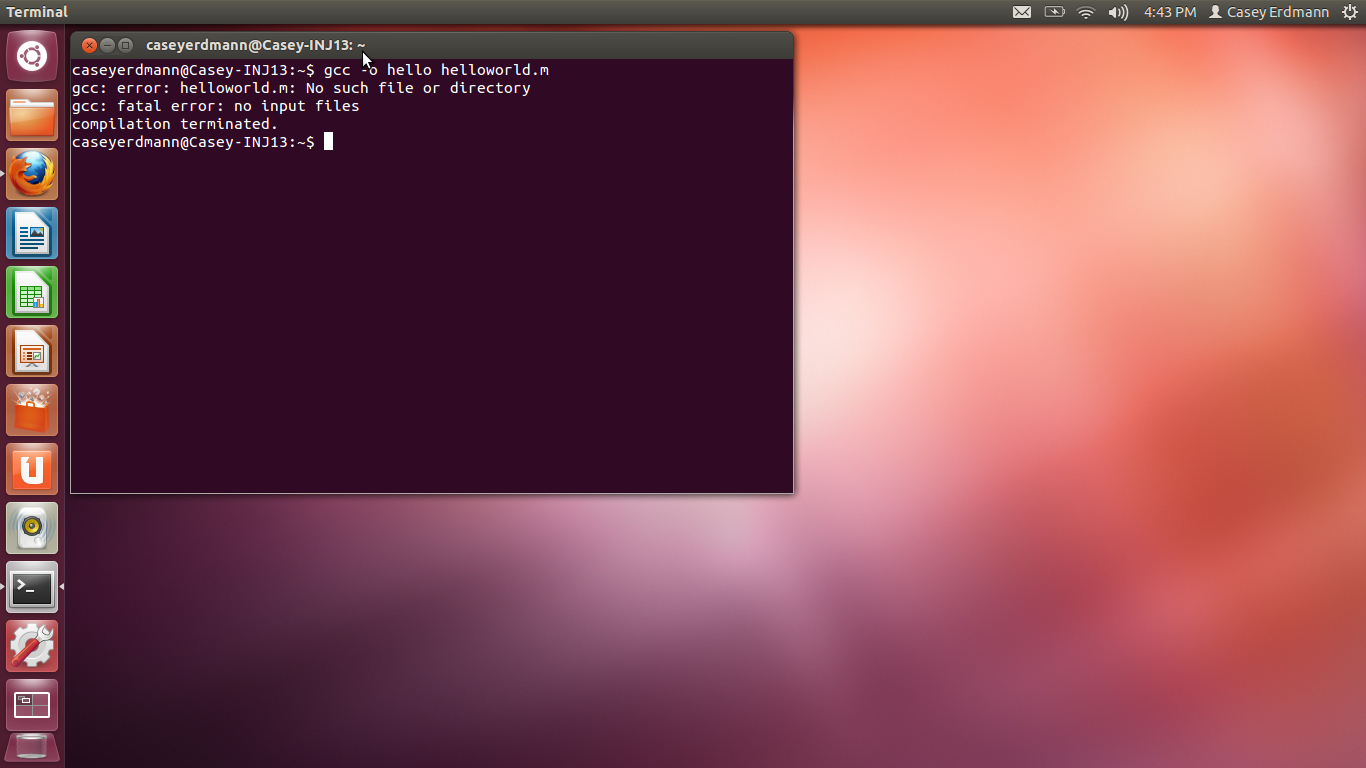 Terminal
4:43 PM
Casey Erdmann
caseyerdmann@Casey-INJ13: ~
caseyerdmann@Casey-INJ13:~$ gcc -o hello helloworld.m
gcc: error: helloworld.m: No such file or directory
gcc: fatal error: no input files
compilation terminated.
caseyerdmann@Casey-INJ13:~$